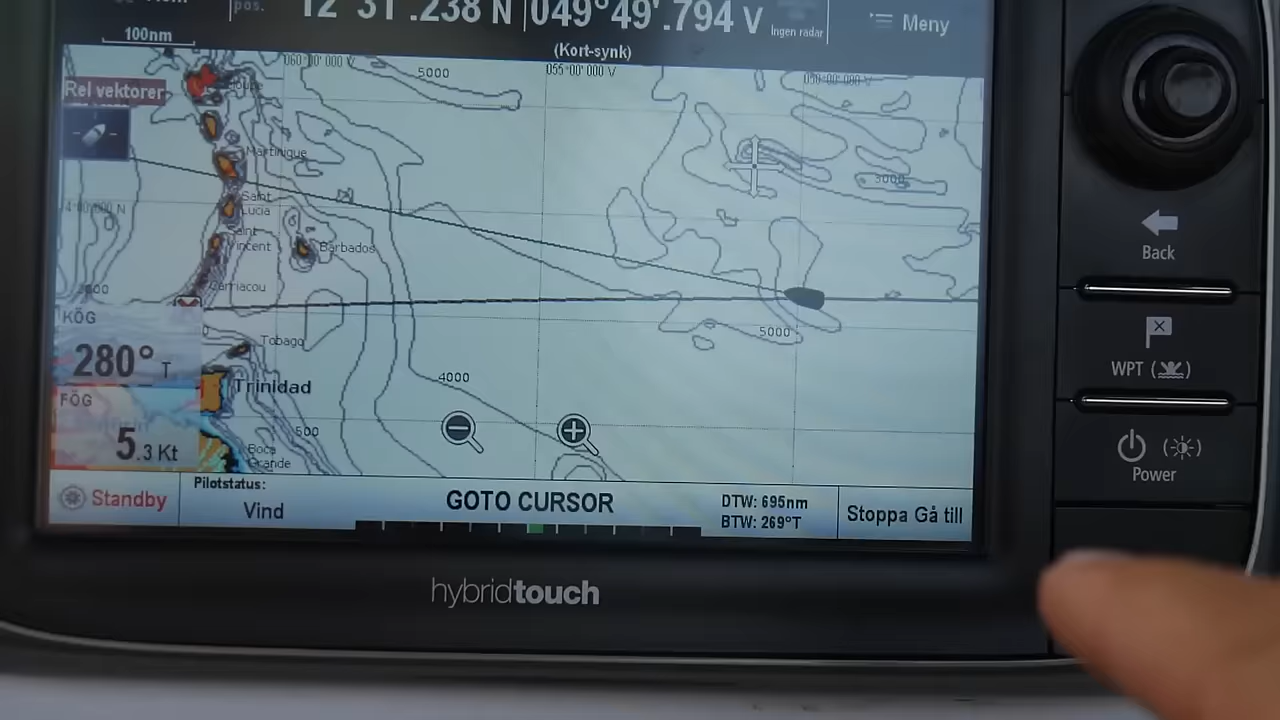 pos.
12°31'.238 N
049°49'.794 V
Ingen radar
Meny
100nm
(Kort-synk)
060°00'000 V
5000
055°00'000 V
Rel vektorer
Martinique
Saint
Lucia
3000
Vincent
Barbados
Carriacou
KÖG
280° T
Tobago
5000
Trinidad
4000
FÖG
5.3 Kt
500
Boca
Grande
Standby
Pilotstatus:
Vind
GOTO CURSOR
DTW: 695nm
BTW: 269°T
Stoppa Gå till
hybridtouch
Back
WPT
Power